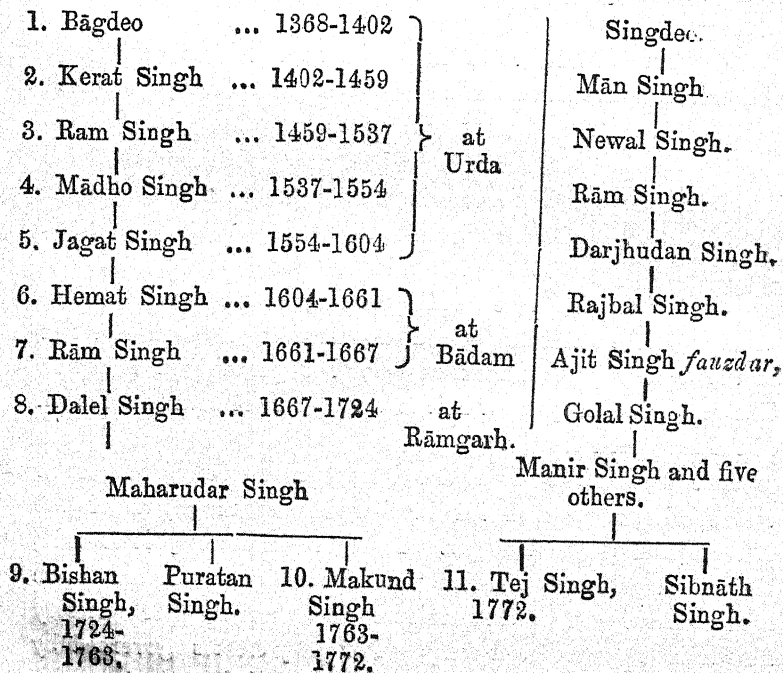 1. Bāgdeo ... 1368-1402
2. Kerat Singh ... 1402-1459
3. Ram Singh ... 1459-1537
4. Mādho Singh ... 1537-1554
5. Jagat Singh ... 1554-1604
at
Urda
6. Hemat Singh ... 1604-1661
7. Rām Singh ... 1661-1667
at
Bādam
8. Dalel Singh ... 1667-1724
at
Rāmgarh.
Maharudar Singh
9. Bishan
Singh,
1724-
1763.
Puratan
Singh.
10. Makund
Singh
1763-
1772.
Singdeo.
Mān Singh
Newal Singh.
Rām Singh.
Darjhudan Singh.
Rajbal Singh.
Ajit Singh fauzdar,
Golal Singh.
Manir Singh and five
others.
11. Tej Singh,
1772.
Sibnāth
Singh.